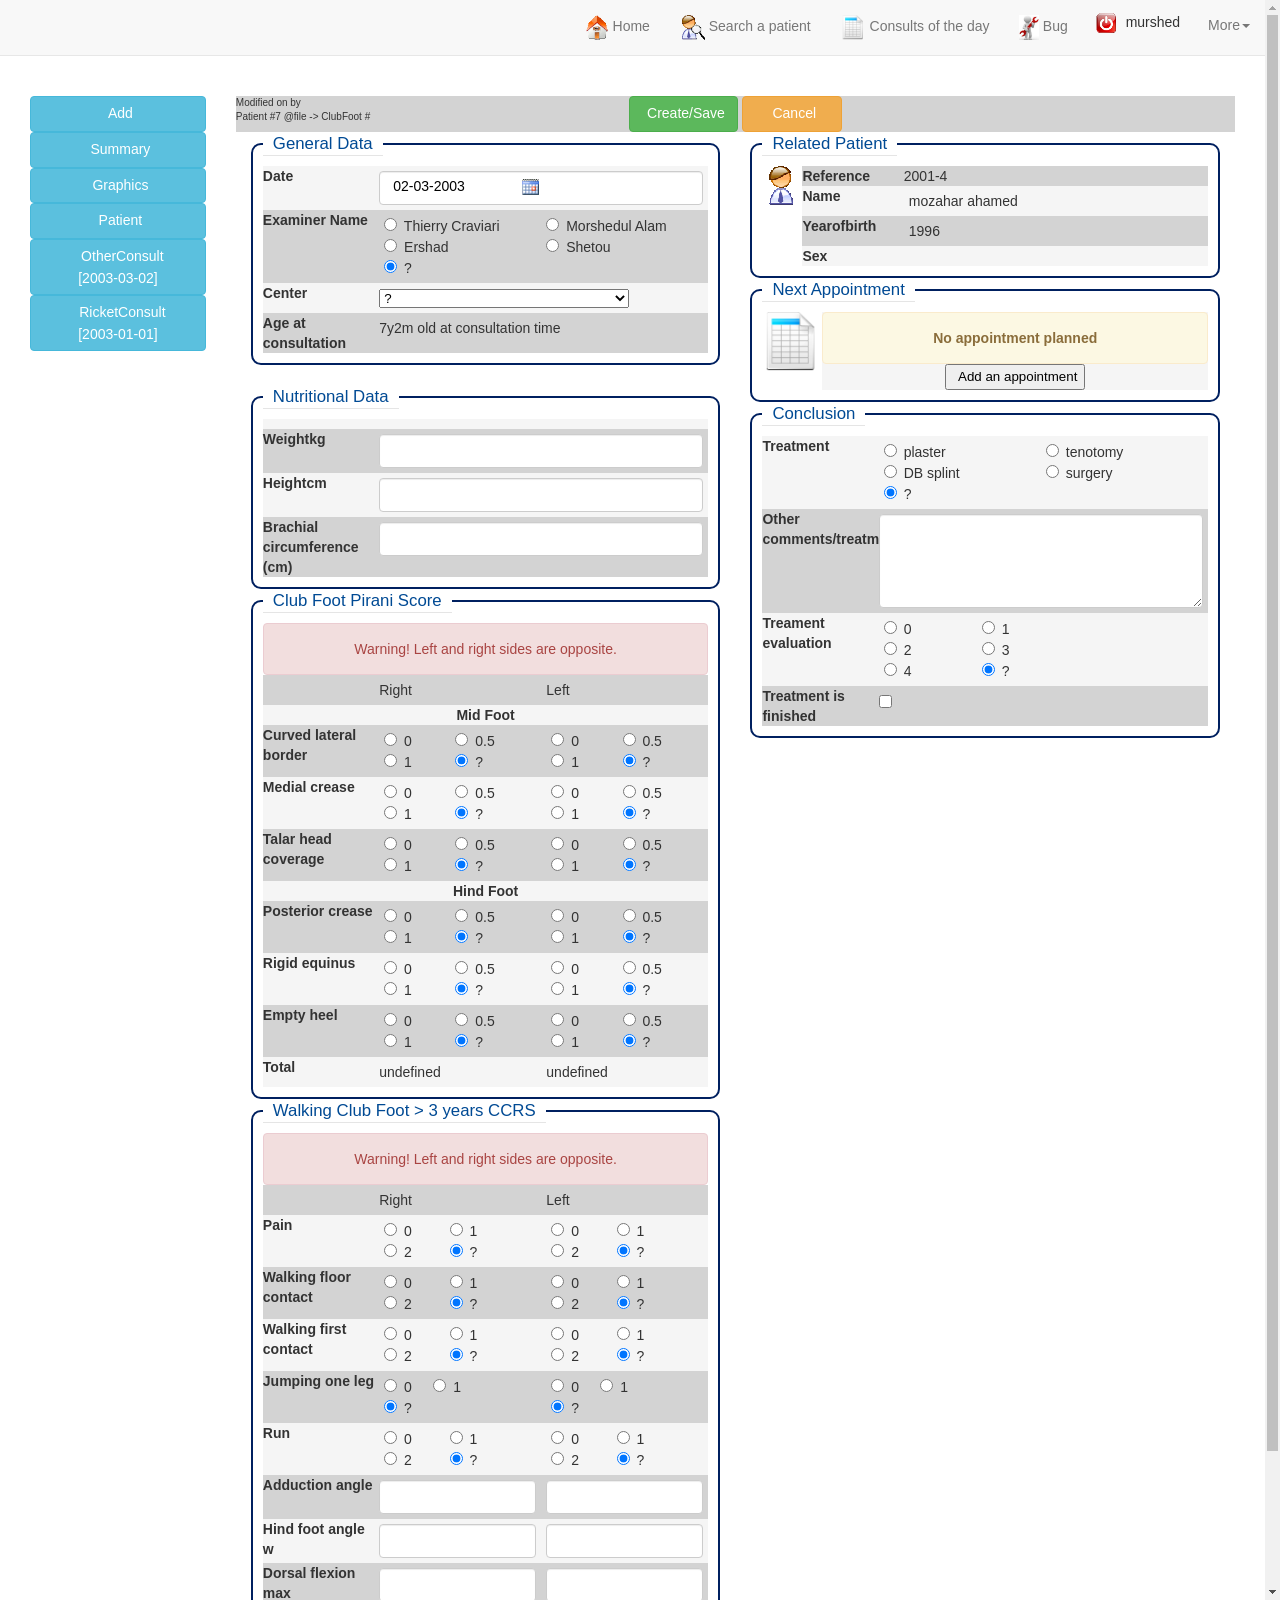 Home Search a patient Consults of the day Bug murshed More
Add
Summary
Graphics
Patient
OtherConsult
[2003-03-02]
RicketConsult
[2003-01-01]
Modified on by
Patient #7 @file -> ClubFoot #
Create/Save Cancel
General Data
Date 02-03-2003
Examiner Name Thierry Craviari Morshedul Alam
Ershad Shetou
?
Center ?
Age at
consultation
7y2m old at consultation time
Nutritional Data
Weightkg
Heightcm
Brachial
circumference
(cm)
Club Foot Pirani Score
Warning! Left and right sides are opposite.
Right Left
Mid Foot
Curved lateral
border
0 0.5 0 0.5
1 ? 1 ?
Medial crease 0 0.5 0 0.5
1 ? 1 ?
Talar head
coverage
0 0.5 0 0.5
1 ? 1 ?
Hind Foot
Posterior crease 0 0.5 0 0.5
1 ? 1 ?
Rigid equinus 0 0.5 0 0.5
1 ? 1 ?
Empty heel 0 0.5 0 0.5
1 ? 1 ?
Total undefined undefined
Walking Club Foot > 3 years CCRS
Warning! Left and right sides are opposite.
Right Left
Pain 0 1 0 1
2 ? 2 ?
Walking floor
contact
0 1 0 1
2 ? 2 ?
Walking first
contact
0 1 0 1
2 ? 2 ?
Jumping one leg 0 1 0 1
? ?
Run 0 1 0 1
2 ? 2 ?
Adduction angle
Hind foot angle
w
Dorsal flexion
max
Related Patient
Reference 2001-4
Name mozahar ahamed
Yearofbirth 1996
Sex
Next Appointment
No appointment planned
Add an appointment
Conclusion
Treatment plaster tenotomy
DB splint surgery
?
Other
comments/treatm
Treament
evaluation
0 1
2 3
4 ?
Treatment is
finished